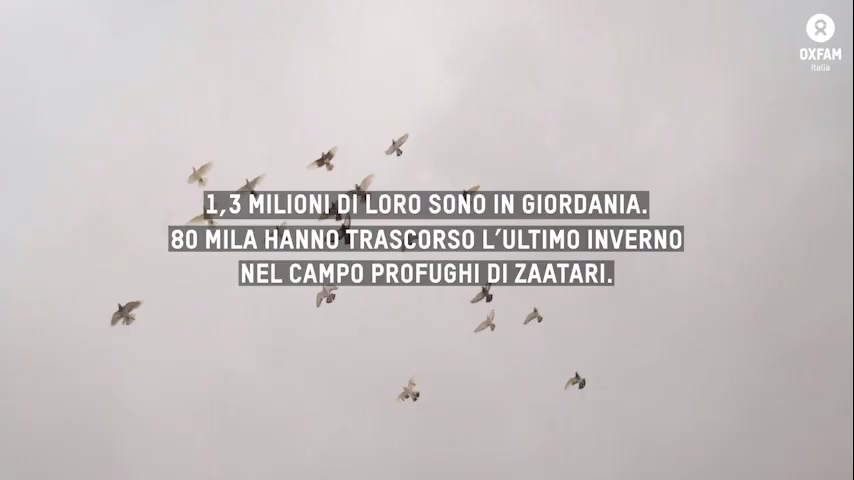 OXFAM
Italia
1,3 MILIONI DI LORO SONO IN GIORDANIA.
80 MILA HANNO TRASCORSO L'ULTIMO INVERNO
NEL CAMPO PROFUGHI DI ZAATARI.